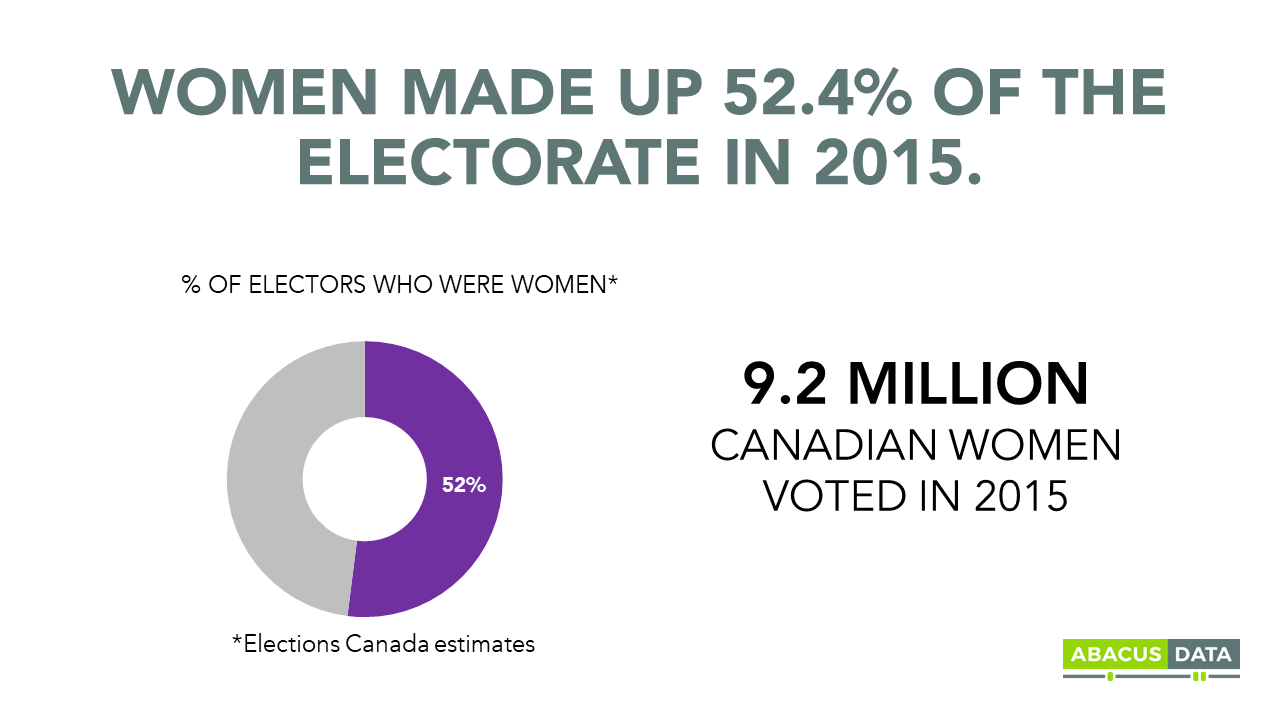 WOMEN MADE UP 52.4% OF THE
ELECTORATE IN 2015.
% OF ELECTORS WHO WERE WOMEN*
52%
*Elections Canada estimates
9.2 MILLION
CANADIAN WOMEN
VOTED IN 2015
ABACUS DATA